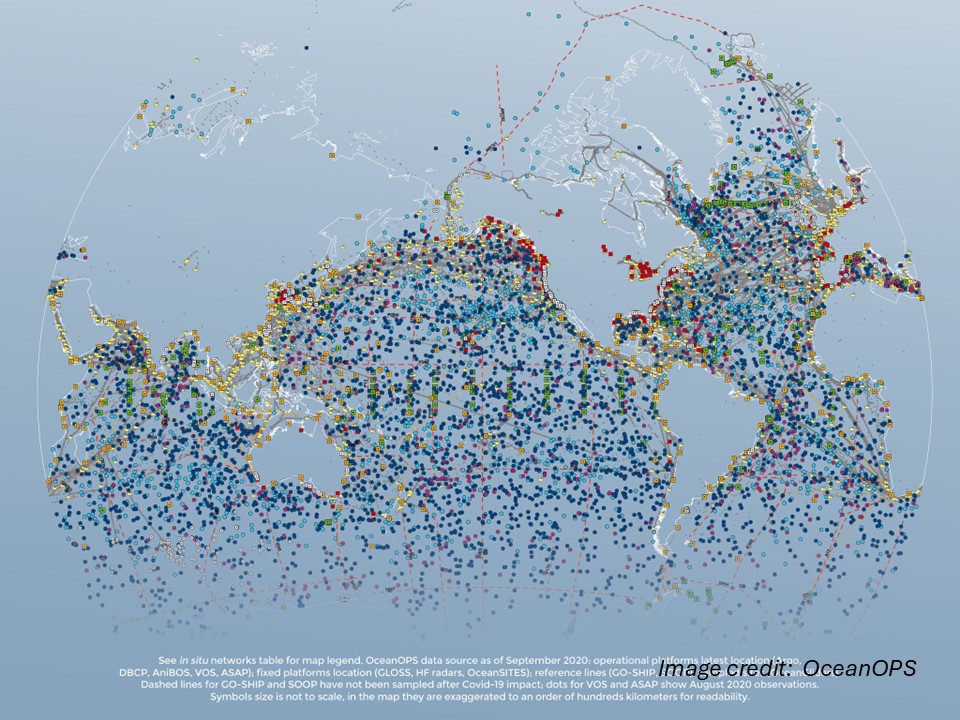 See in situ networks table for map legend. OceanOPS data source as of September 2020: operational platforms latest location (Argo,
DBCP, AniBOS, VOS, ASAP); fixed platforms location (GLOSS, HF radars, OceanSITES); reference lines (GO-SHIP,
Dashed lines for GO-SHIP and SOOP have not been sampled after Covid-19 impact; dots for VOS and ASAP show August 2020 observations.
Symbols size is not to scale, in the map they are exaggerated to an order of hundreds kilometers for readability.
Image credit: OceanOPS